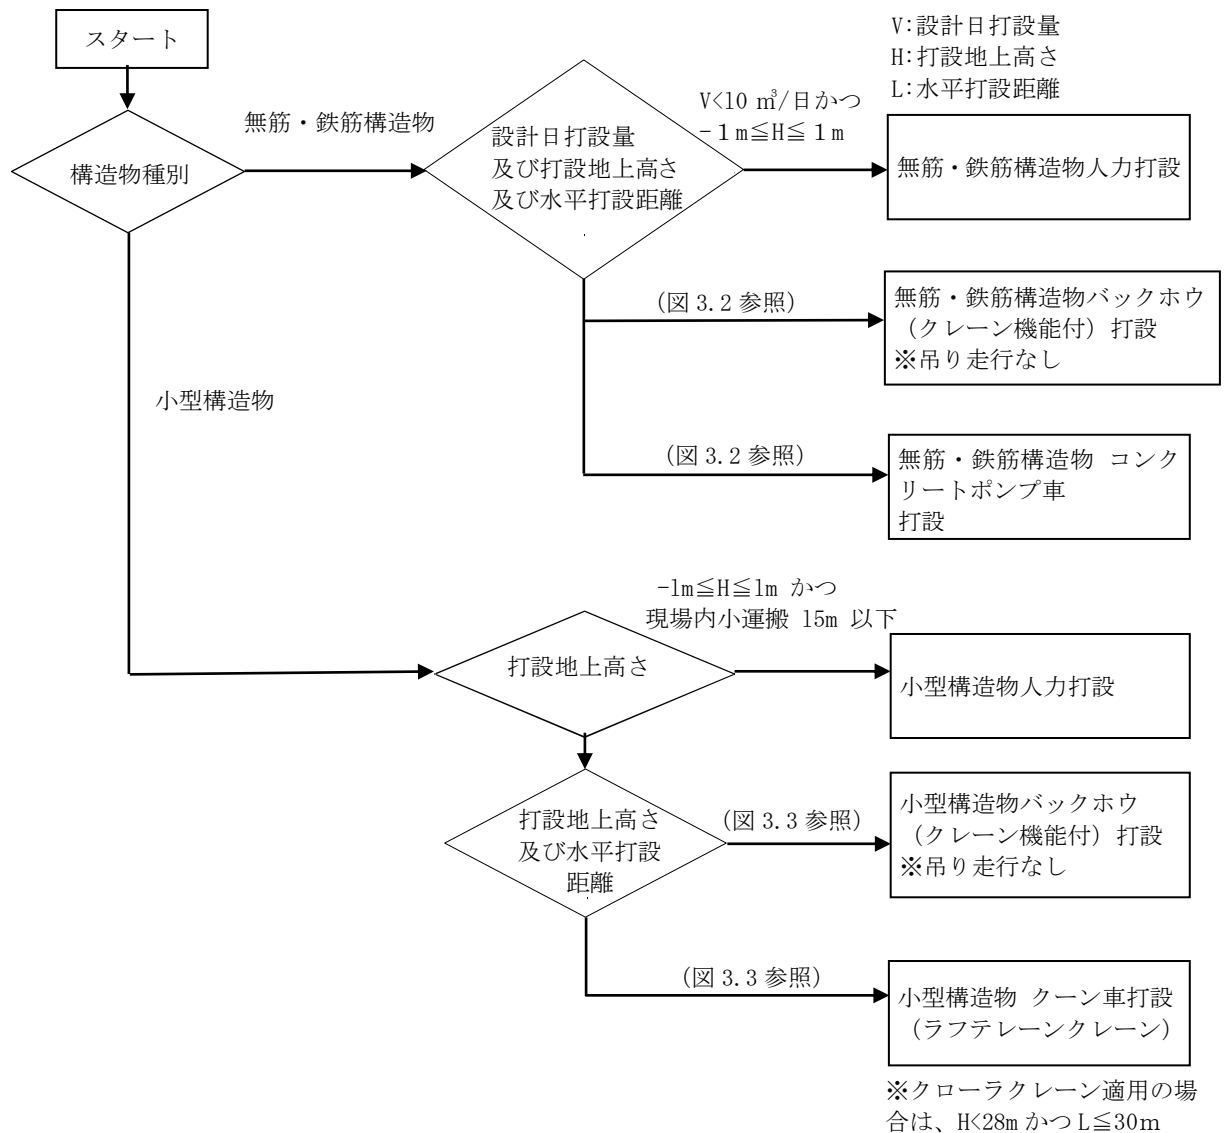 スタート
V:設計日打設量
H:打設地上高さ
L:水平打設距離
構造物種別
無筋・鉄筋構造物
設計日打設量
及び打設地上高さ
及び水平打設距離
V<10 ㎥/日かつ
-1m≦H≦1m
無筋・鉄筋構造物人力打設
(図 3.2 参照)
無筋・鉄筋構造物バックホウ
(クレーン機能付)打設
※吊り走行なし
(図 3.2 参照)
無筋・鉄筋構造物 コンク
リートポンプ車
打設
小型構造物
-1m≦H≦1m かつ
現場内小運搬 15m 以下
打設地上高さ
小型構造物人力打設
打設地上高さ
及び水平打設
距離
(図 3.3 参照)
小型構造物バックホウ
(クレーン機能付)打設
※吊り走行なし
(図 3.3 参照)
小型構造物 クーン車打設
(ラフテレーンクレーン)
※クローラクレーン適用の場
合は、H<28m かつ L≦30m